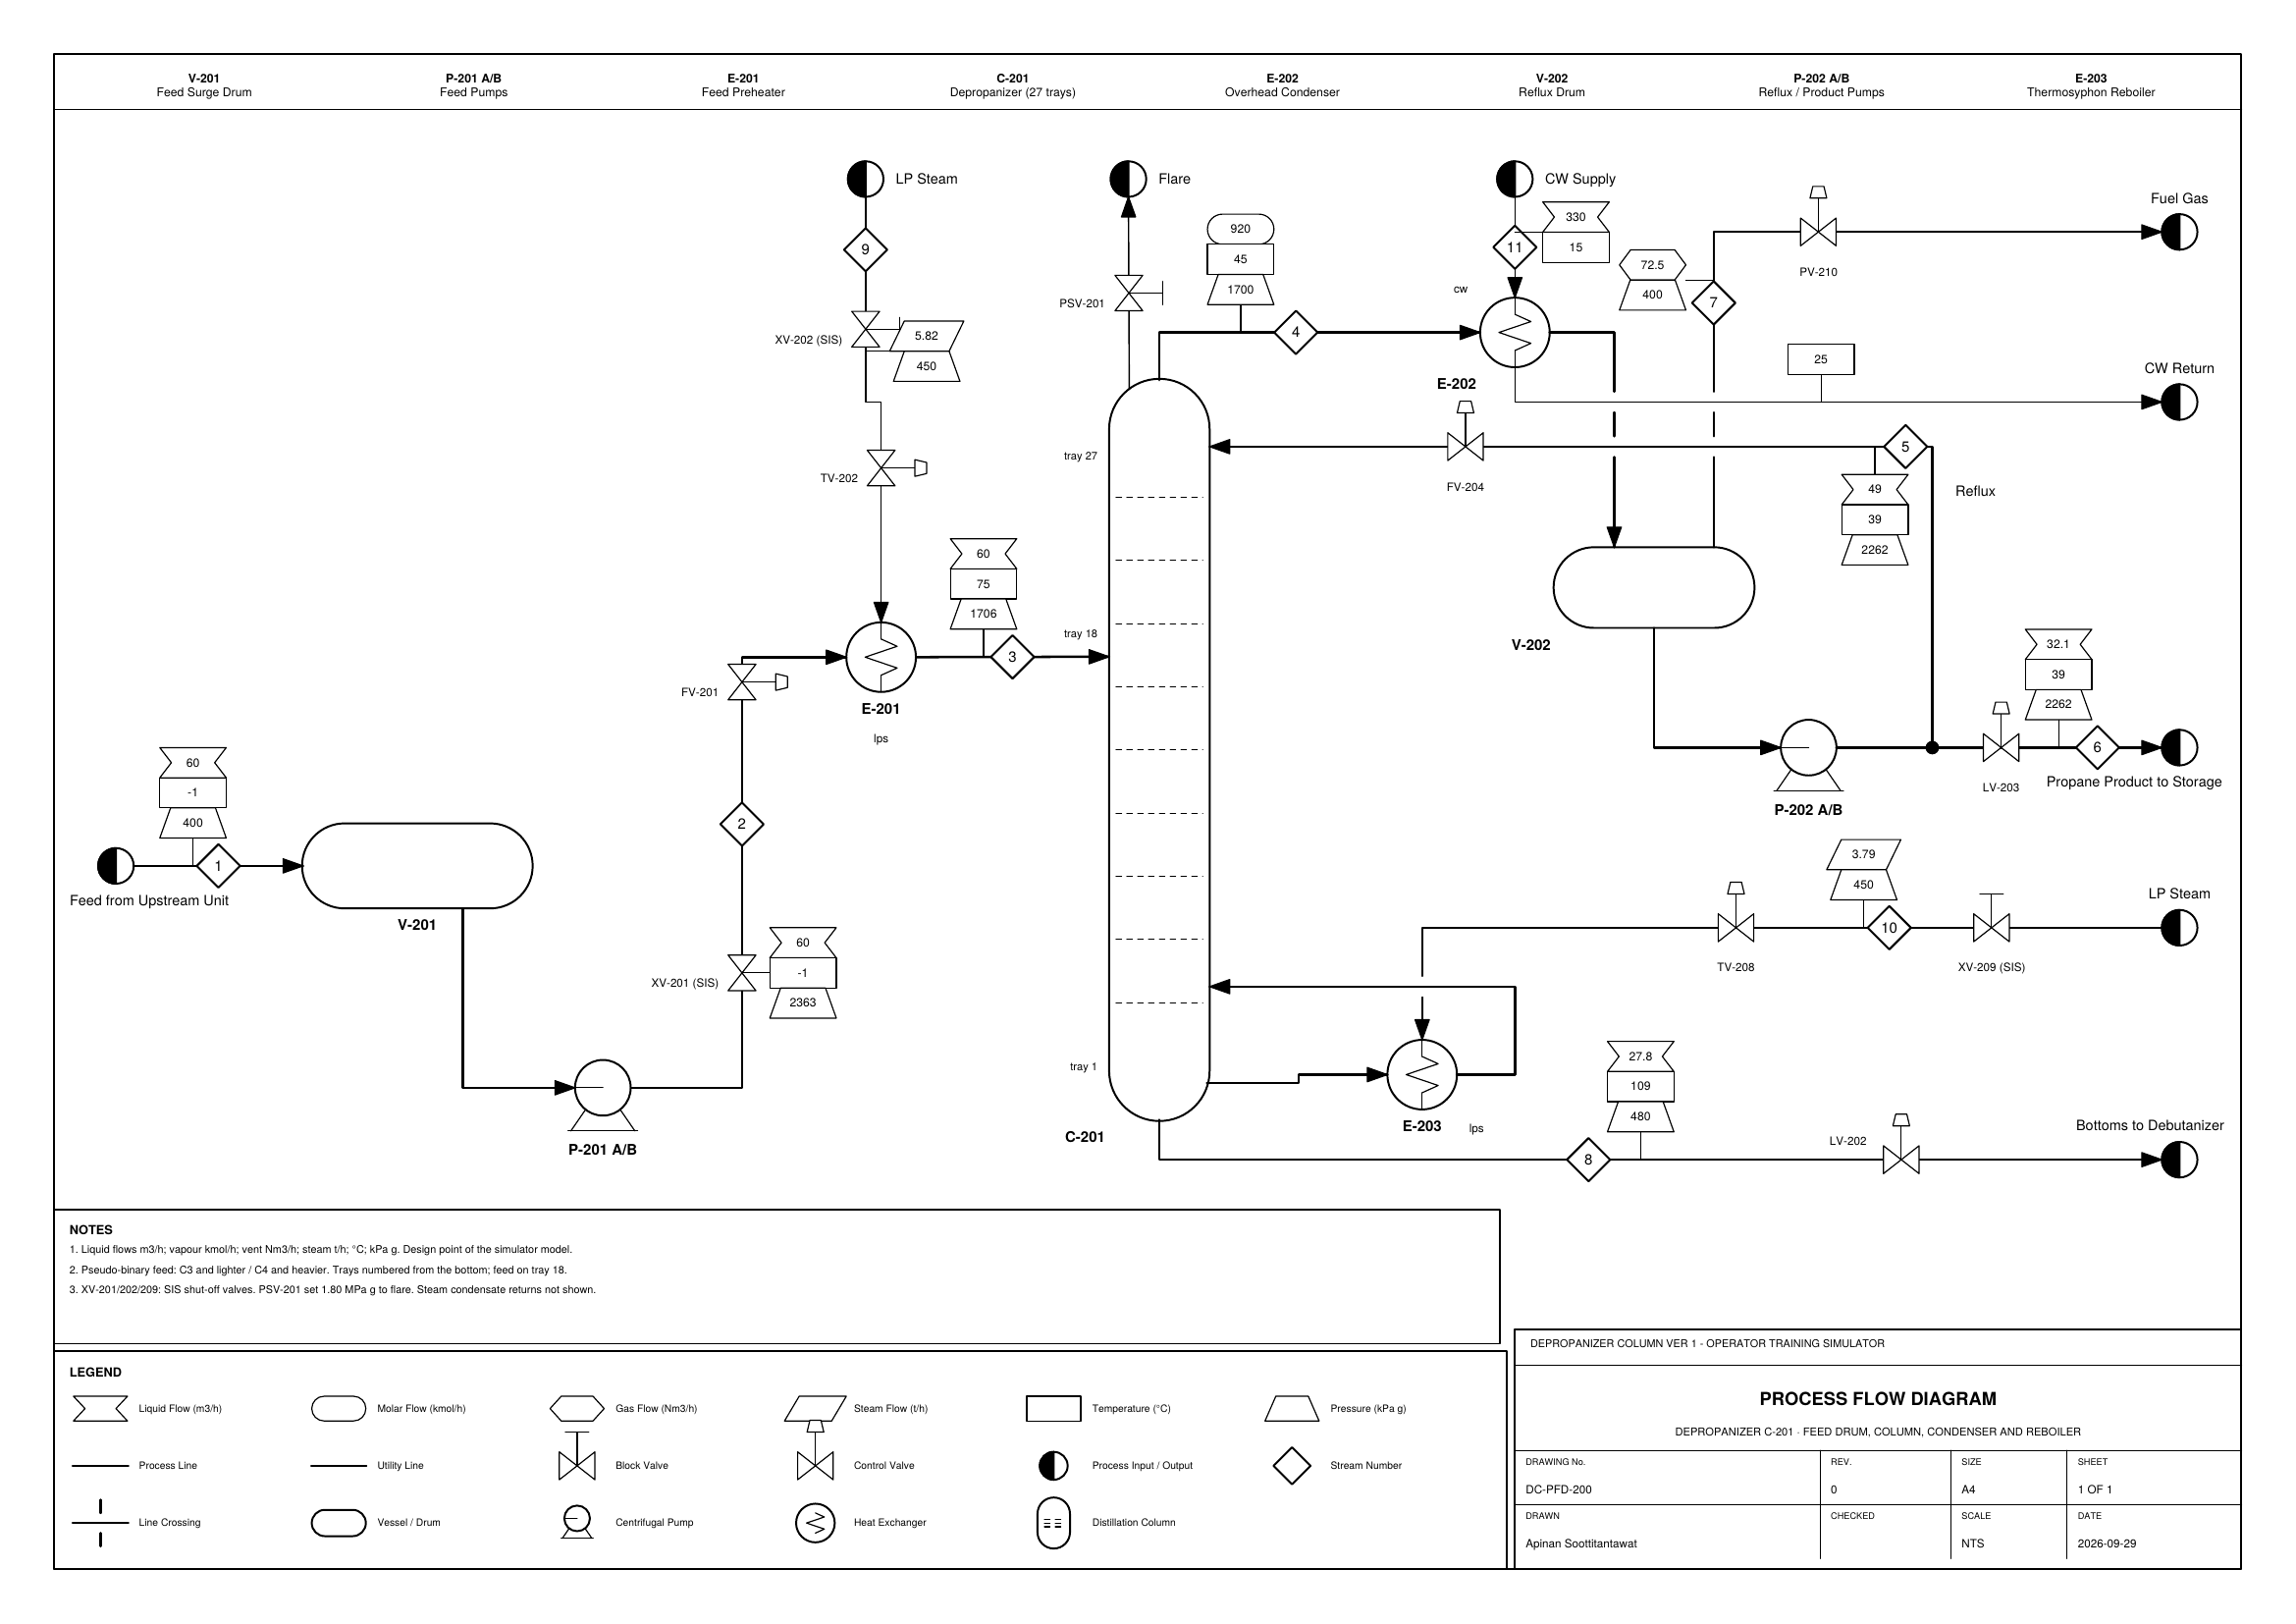 V-201
Feed Surge Drum
P-201 A/B
Feed Pumps
E-201
Feed Preheater
C-201
Depropanizer (27 trays)
E-202
Overhead Condenser
V-202
Reflux Drum
P-202 A/B
Reflux / Product Pumps
E-203
Thermosyphon Reboiler
LP Steam
Flare
CW Supply
Fuel Gas
920
45
1700
330
15
11
9
72.5
400
7
PV-210
PSV-201
cw
4
XV-202 (SIS)
5.82
450
25
CW Return
E-202
tray 27
FV-204
5
49
39
2262
Reflux
TV-202
60
75
1706
tray 18
3
V-202
32.1
39
2262
FV-201
E-201
lps
6
LV-203
Propane Product to Storage
P-202 A/B
60
-1
400
1
Feed from Upstream Unit
V-201
2
3.79
450
10
LP Steam
TV-208
XV-209 (SIS)
60
-1
2363
XV-201 (SIS)
tray 1
27.8
109
480
E-203
lps
C-201
P-201 A/B
8
LV-202
Bottoms to Debutanizer
NOTES
1. Liquid flows m3/h; vapour kmol/h; vent Nm3/h; steam t/h; °C; kPa g. Design point of the simulator model.
2. Pseudo-binary feed: C3 and lighter / C4 and heavier. Trays numbered from the bottom; feed on tray 18.
3. XV-201/202/209: SIS shut-off valves. PSV-201 set 1.80 MPa g to flare. Steam condensate returns not shown.
LEGEND
Liquid Flow (m3/h)
Molar Flow (kmol/h)
Gas Flow (Nm3/h)
Steam Flow (t/h)
Temperature (°C)
Pressure (kPa g)
Process Line
Utility Line
Block Valve
Control Valve
Process Input / Output
Stream Number
Line Crossing
Vessel / Drum
Centrifugal Pump
Heat Exchanger
Distillation Column
DEPROPANIZER COLUMN VER 1 - OPERATOR TRAINING SIMULATOR
PROCESS FLOW DIAGRAM
DEPROPANIZER C-201 · FEED DRUM, COLUMN, CONDENSER AND REBOILER
DRAWING No.
DC-PFD-200
REV.
0
SIZE
A4
SHEET
1 OF 1
DRAWN
Apinan Soottitantawat
CHECKED
SCALE
NTS
DATE
2026-09-29